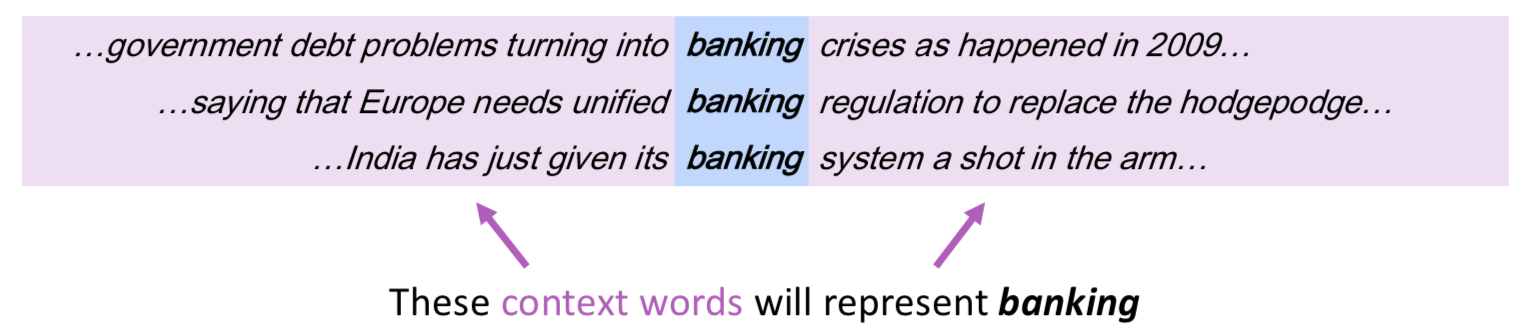 …government debt problems turning into banking crises as happened in 2009…
…saying that Europe needs unified banking regulation to replace the hodgepodge…
…India has just given its banking system a shot in the arm…
These context words will represent banking